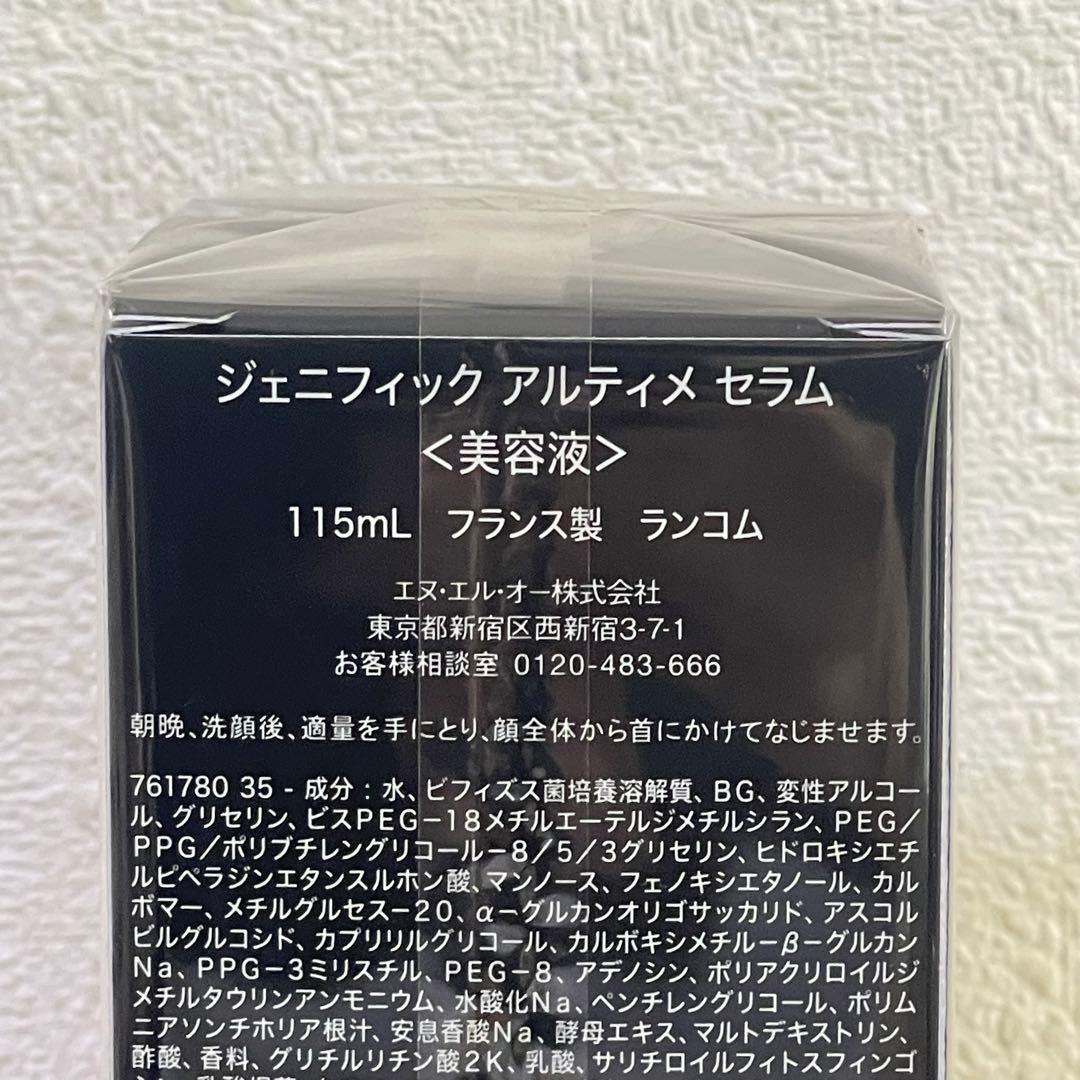 ジェニフィック アルティメ セラム
＜美容液＞
115mL フランス製 ランコム
エヌ・エル・オー株式会社
東京都新宿区西新宿3-7-1
お客様相談室 0120-483-666
朝晩、洗顔後、適量を手にとり、顔全体から首にかけてなじませます。
761780 35 - 成分：水、ビフィズス菌培養溶解質、BG、変性アルコー
ル、グリセリン、ビスPEG－18メチルエーテルジメチルシラン、PEG／
PPG／ポリブチレングリコール－8／5／3グリセリン、ヒドロキシエチ
ルピペラジンエタンスルホン酸、マンノース、フェノキシエタノール、カル
ボマー、メチルグルセス－20、α－グルカンオリゴサッカリド、アスコル
ビルグルコシド、カプリリルグリコール、カルボキシメチル－β－グルカン
Na、PPG－3ミリスチル、PEG－8、アデノシン、ポリアクリロイルジ
メチルタウリンアンモニウム、水酸化Na、ペンチレングリコール、ポリム
ニアソンチホリア根汁、安息香酸Na、酵母エキス、マルトデキストリン、
酢酸、香料、グリチルリチン酸2K、乳酸、サリチロイルフィトスフィンゴ